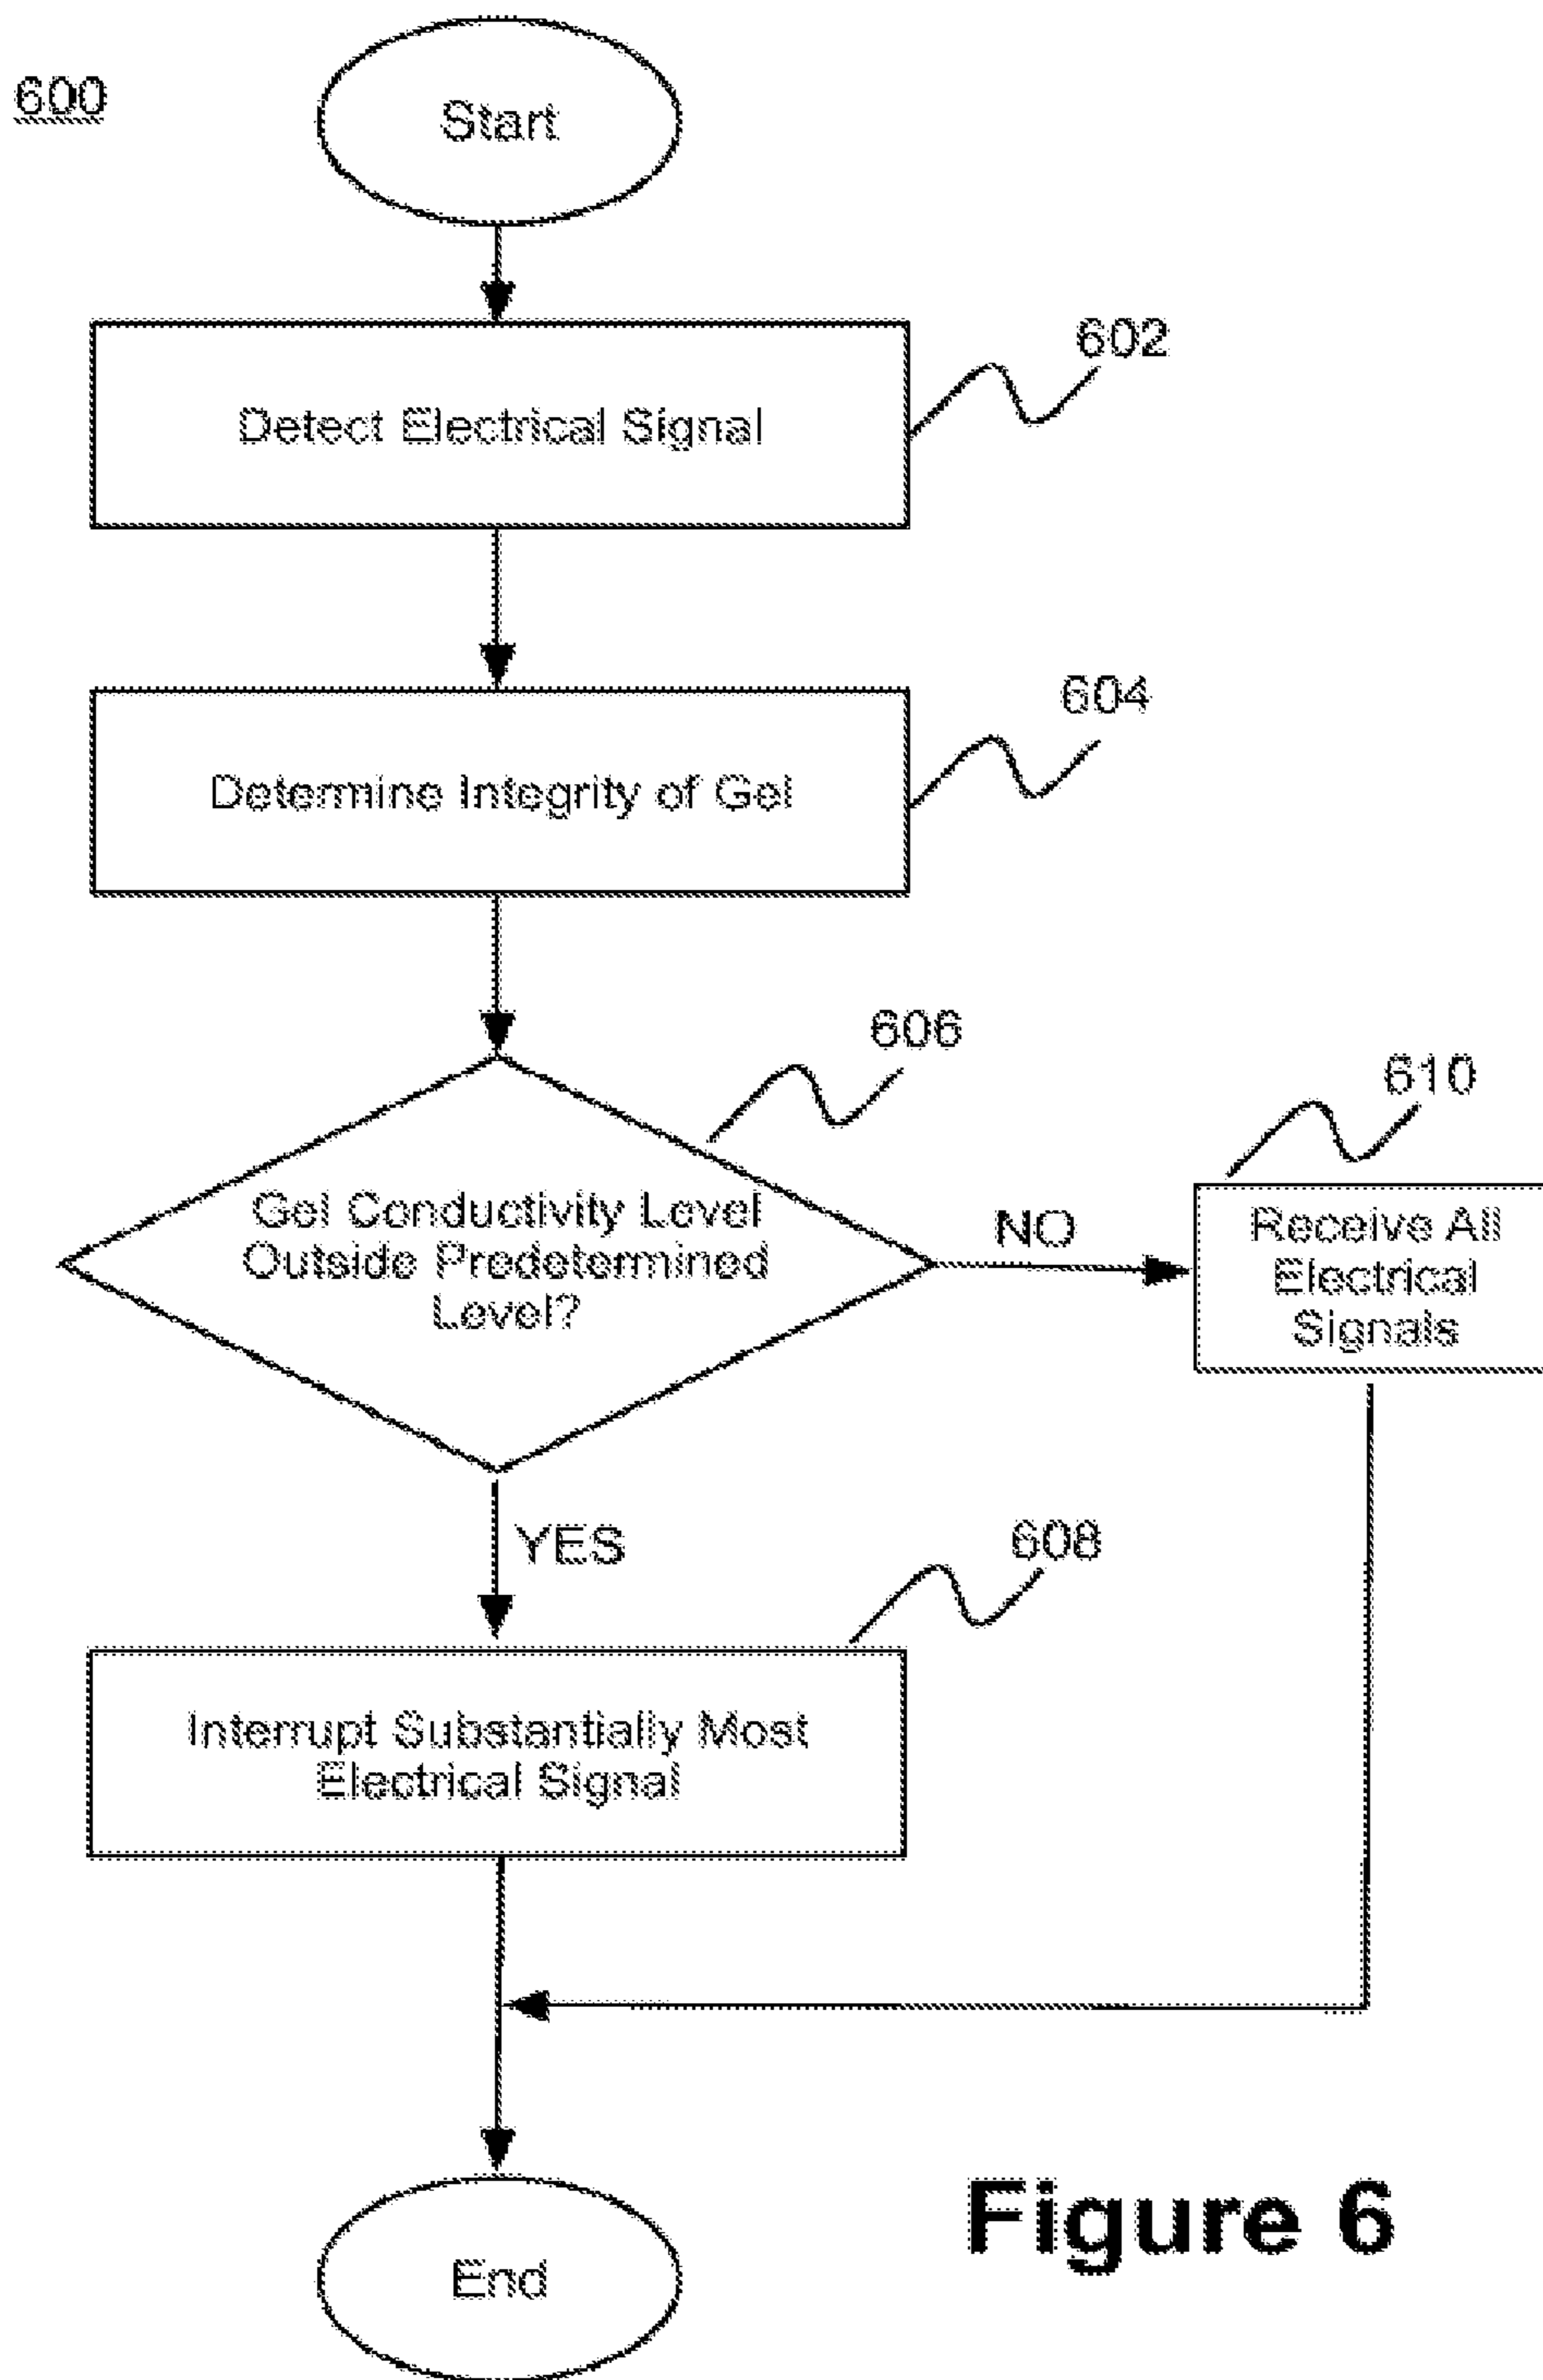 600
Start
602
Detect Electrical Signal
604
Determine Integrity of Gel
606
Gel Conductivity Level
Outside Predetermined
Level?
NO
610
Receive All
Electrical
Signals
YES
608
Interrupt Substantially Most
Electrical Signal
End
Figure 6